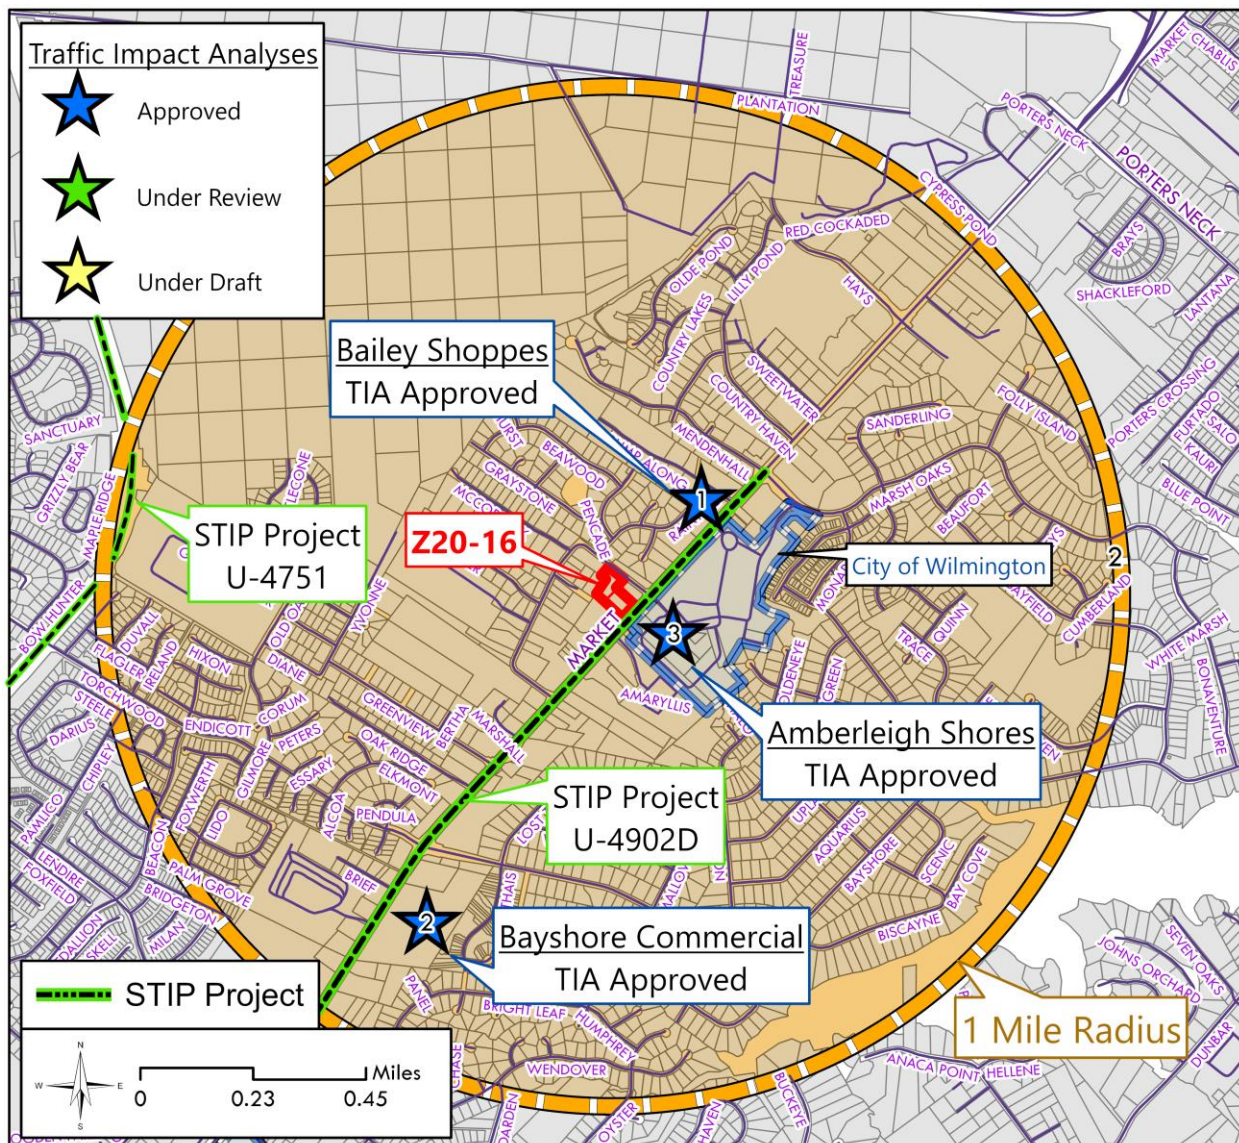 Traffic Impact Analyses
Approved
Under Review
Under Draft
MARKET
CHABLIS
TREASURE
PLANTATION
PORTERS NECK
PORTERS NECK
CYPRESS POND
RED COCKADED
BRAYS
SHACKLEFORD
LANTANA
OLDE POND
LILLY POND
HAYS
COUNTRY LAKES
Bailey Shoppes
TIA Approved
SWEETWATER
COUNTRY HAVEN
FOLLY ISLAND
PORTERS CROSSING
FURTADO
SALO
KAURI
BLUE POINT
SANDERLING
MENDENHALL
MARSH OAKS
BEAUFORT
SANCTUARY
GRIZZLY BEAR
MAPLE RIDGE
BEAWOOD
GRAYSTONE
PENCADE
1
STIP Project
U-4751
Z20-16
City of Wilmington
2
CUMBERLAND
WHITE MARSH
BONAVENTURE
BOW HUNTER
YVONNE
MARKET
3
QUINN
TRACE
DUVALL
FLAGLER
IRELAND
HIXON
DIANE
TORCHWOOD
STEELE
DARIUS
CHIPLEY
ENDICOTT
CORUM
PETERS
GILMORE
GREENVIEW
BERTHA
MARSHALL
AMARYLLIS
GREEN
Amberleigh Shores
TIA Approved
OAK RIDGE
ELKMONT
ESSARY
ALCOA
PENDULA
FOXWERTH
LIDO
PAMLICO
BEACON
STIP Project
U-4902D
AQUARIUS
BAYSHORE
SCENIC
BAY COVE
BISCAYNE
LENDIRE
FOXFIELD
PALM GROVE
BRIDGETON
MILAN
BRIEF
2
Bayshore Commercial
TIA Approved
SEVEN OAKS
JOHNS ORCHARD
DUNBAR
STIP Project
PANEL
BRIGHT LEAF
HUMPHREY
WENDOVER
1 Mile Radius
ANACA POINT
HELLENE
BUCKEYE
OYSTER
CHASE
N
W
E
S
0
0.23
0.45
Miles